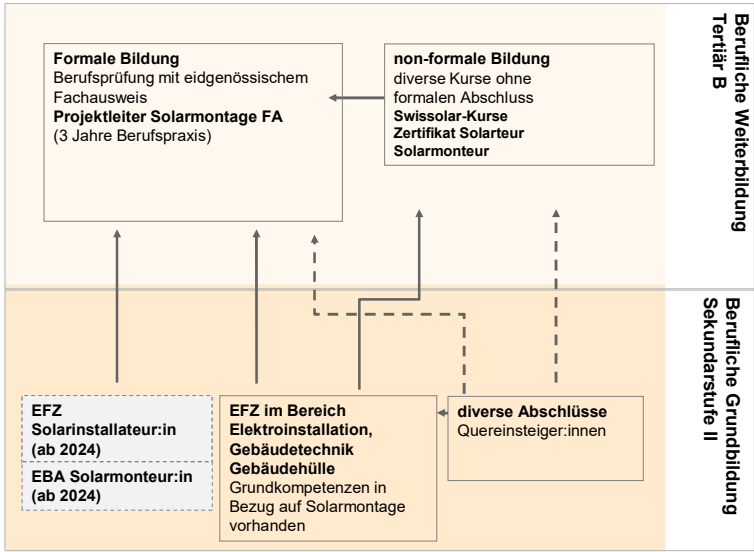 Formale Bildung
Berufsprüfung mit eidgenössischem
Fachausweis
Projektleiter Solarmontage FA
(3 Jahre Berufspraxis)
non-formale Bildung
diverse Kurse ohne
formalen Abschluss
Swissolar-Kurse
Zertifikat Solarteur
Solarmonteur
Berufliche Weiterbildung
Tertiär B
EFZ
Solarinstallateur:in
(ab 2024)
EBA Solarmonteur:in
(ab 2024)
EFZ im Bereich
Elektroinstallation,
Gebäudetechnik
Gebäudehülle
Grundkompetenzen in
Bezug auf Solarmontage
vorhanden
diverse Abschlüsse
Quereinsteiger:innen
Berufliche Grundbildung
Sekundarstufe II